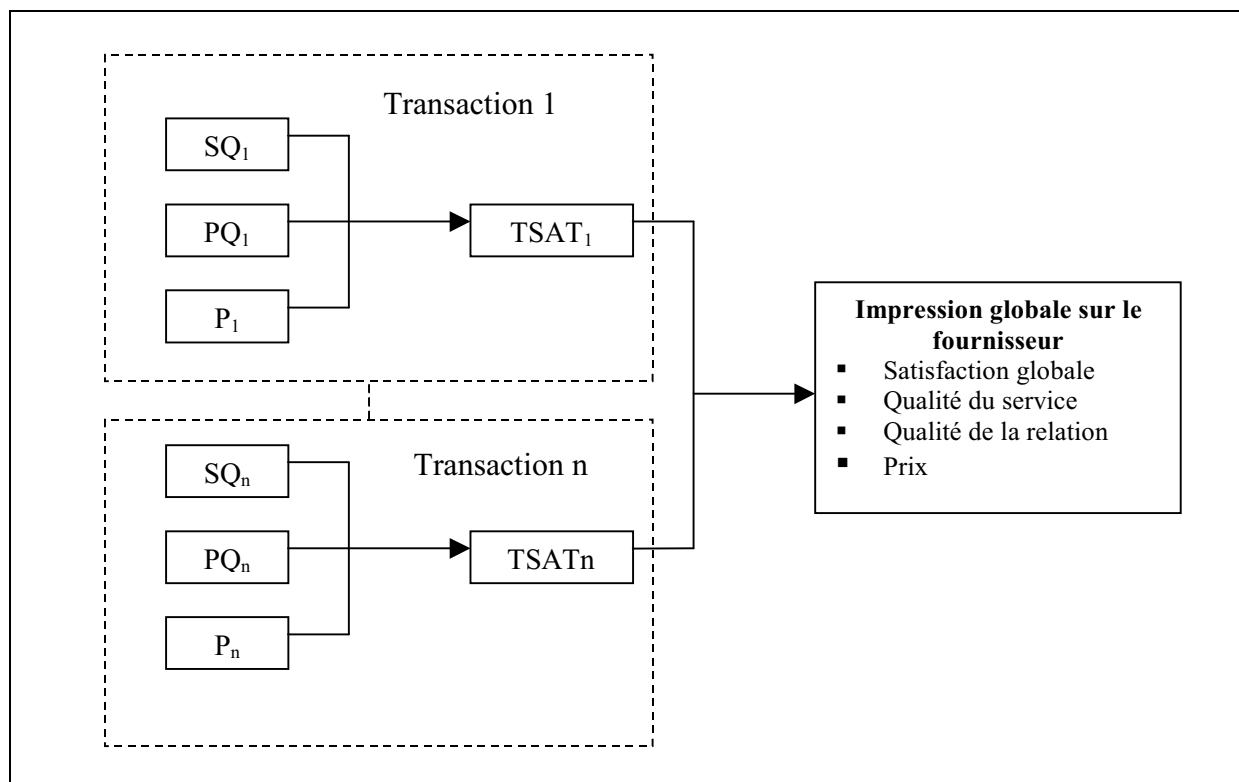 Transaction 1
SQ₁
PQ₁
TSAT₁
P₁
Transaction n
SQₙ
PQₙ
TSATn
Pₙ
Impression globale sur le
fournisseur
▪ Satisfaction globale
▪ Qualité du service
▪ Qualité de la relation
▪ Prix